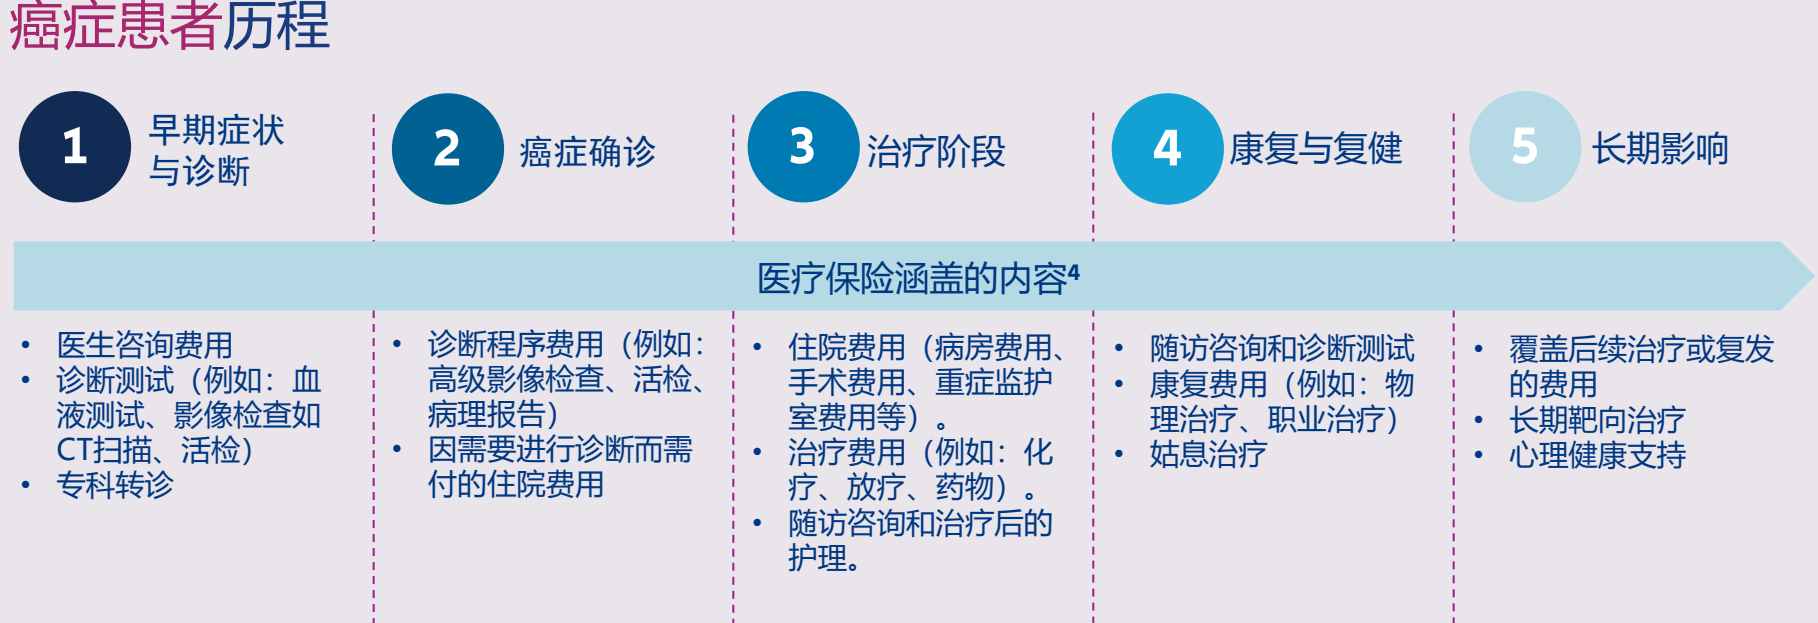 癌症患者历程
1
早期症状
与诊断
2
癌症确诊
3
治疗阶段
4
康复与复健
5
长期影响
医疗保险涵盖的内容⁴
• 医生咨询费用
• 诊断测试（例如：血
液测试、影像检查如
CT扫描、活检）
• 专科转诊
• 诊断程序费用（例如：
高级影像检查、活检、
病理报告）
• 因需要进行诊断而需
付的住院费用
• 住院费用（病房费用、
手术费用、重症监护
室费用等）。
• 治疗费用（例如：化
疗、放疗、药物）。
• 随访咨询和治疗后的
护理。
• 随访咨询和诊断测试
• 康复费用（例如：物
理治疗、职业治疗）
• 姑息治疗
• 覆盖后续治疗或复发
的费用
• 长期靶向治疗
• 心理健康支持